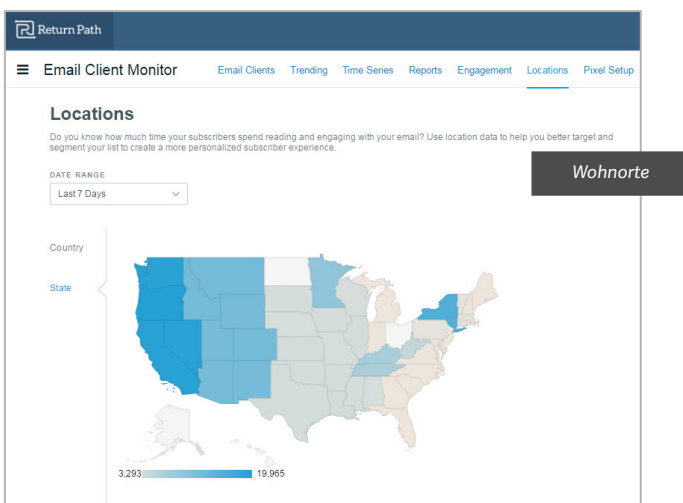 Return Path
Email Client Monitor
Email Clients Trending Time Series Reports Engagement Locations Pixel Setup
Locations
Do you know how much time your subscribers spend reading and engaging with your email? Use location data to help you better target and
segment your list to create a more personalized subscriber experience.
Wohnorte
DATE RANGE
Last 7 Days
Country
State
3,293 19,965